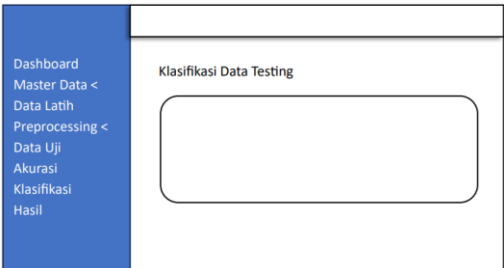 Dashboard
Master Data <
Data Latih
Preprocessing <
Data Uji
Akurasi
Klasifikasi
Hasil
Klasifikasi Data Testing